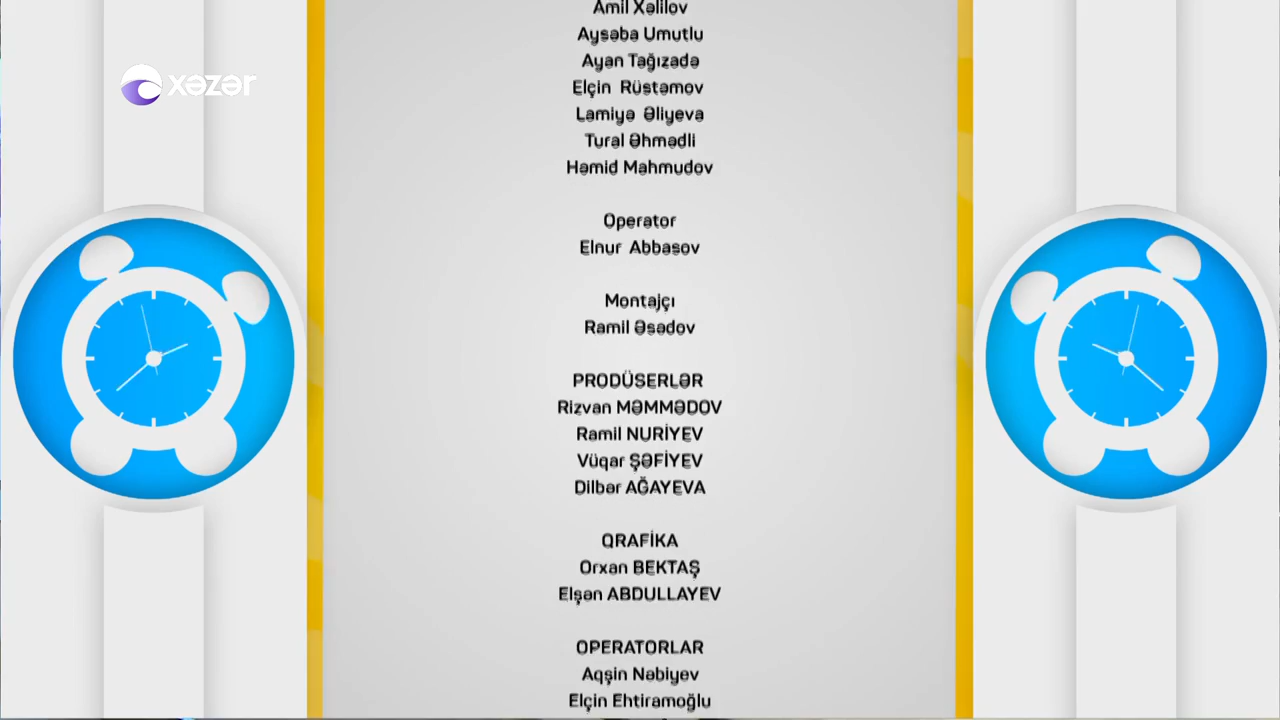 Amil Xəlilov
Aysəba Umutlu
xəzər
Ayan Tağızadə
Elçin Rüstəmov
Ləmiyə Əliyeva
Tural Əhmədli
Həmid Məhmudov
Operator
Elnur Abbasov
Montajçı
Ramil Əsədov
PRODÜSERLƏR
Rizvan MƏMMƏDOV
Ramil NURİYEV
Vüqar ŞƏFİYEV
Dilbər AĞAYEVA
QRAFİKA
Orxan BEKTAŞ
Elşən ABDULLAYEV
OPERATORLAR
Aqşin Nəbiyev
Elçin Ehtiramoğlu